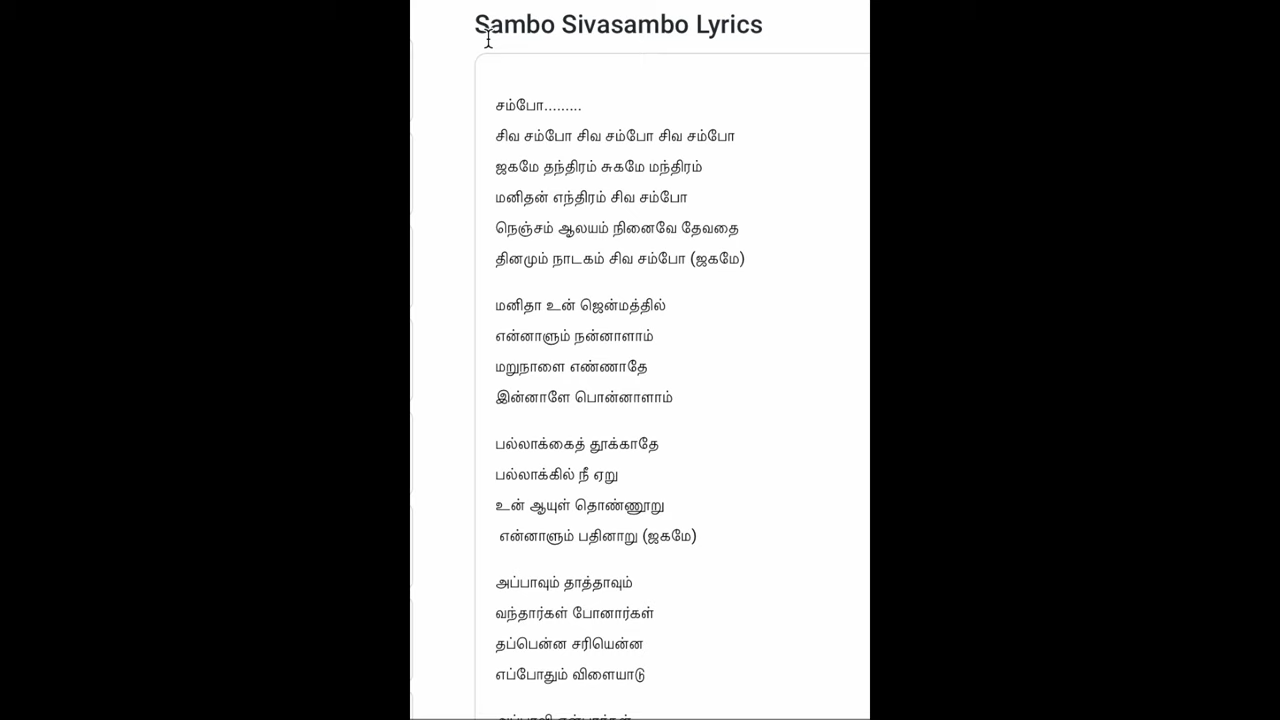 Sambo Sivasambo Lyrics
சம்போ.........
சிவ சம்போ சிவ சம்போ சிவ சம்போ
ஜகமே தந்திரம் சுகமே மந்திரம்
மனிதன் எந்திரம் சிவ சம்போ
நெஞ்சம் ஆலயம் நினைவே தேவதை
தினமும் நாடகம் சிவ சம்போ (ஜகமே)
மனிதா உன் ஜென்மத்தில்
என்னாளும் நன்னாளாம்
மறுநாளை எண்ணாதே
இன்னாளே பொன்னாளாம்
பல்லாக்கைத் தூக்காதே
பல்லாக்கில் நீ ஏறு
உன் ஆயுள் தொண்ணூறு
என்னாளும் பதினாறு (ஜகமே)
அப்பாவும் தாத்தாவும்
வந்தார்கள் போனார்கள்
தப்பென்ன சரியென்ன
எப்போதும் விளையாடு